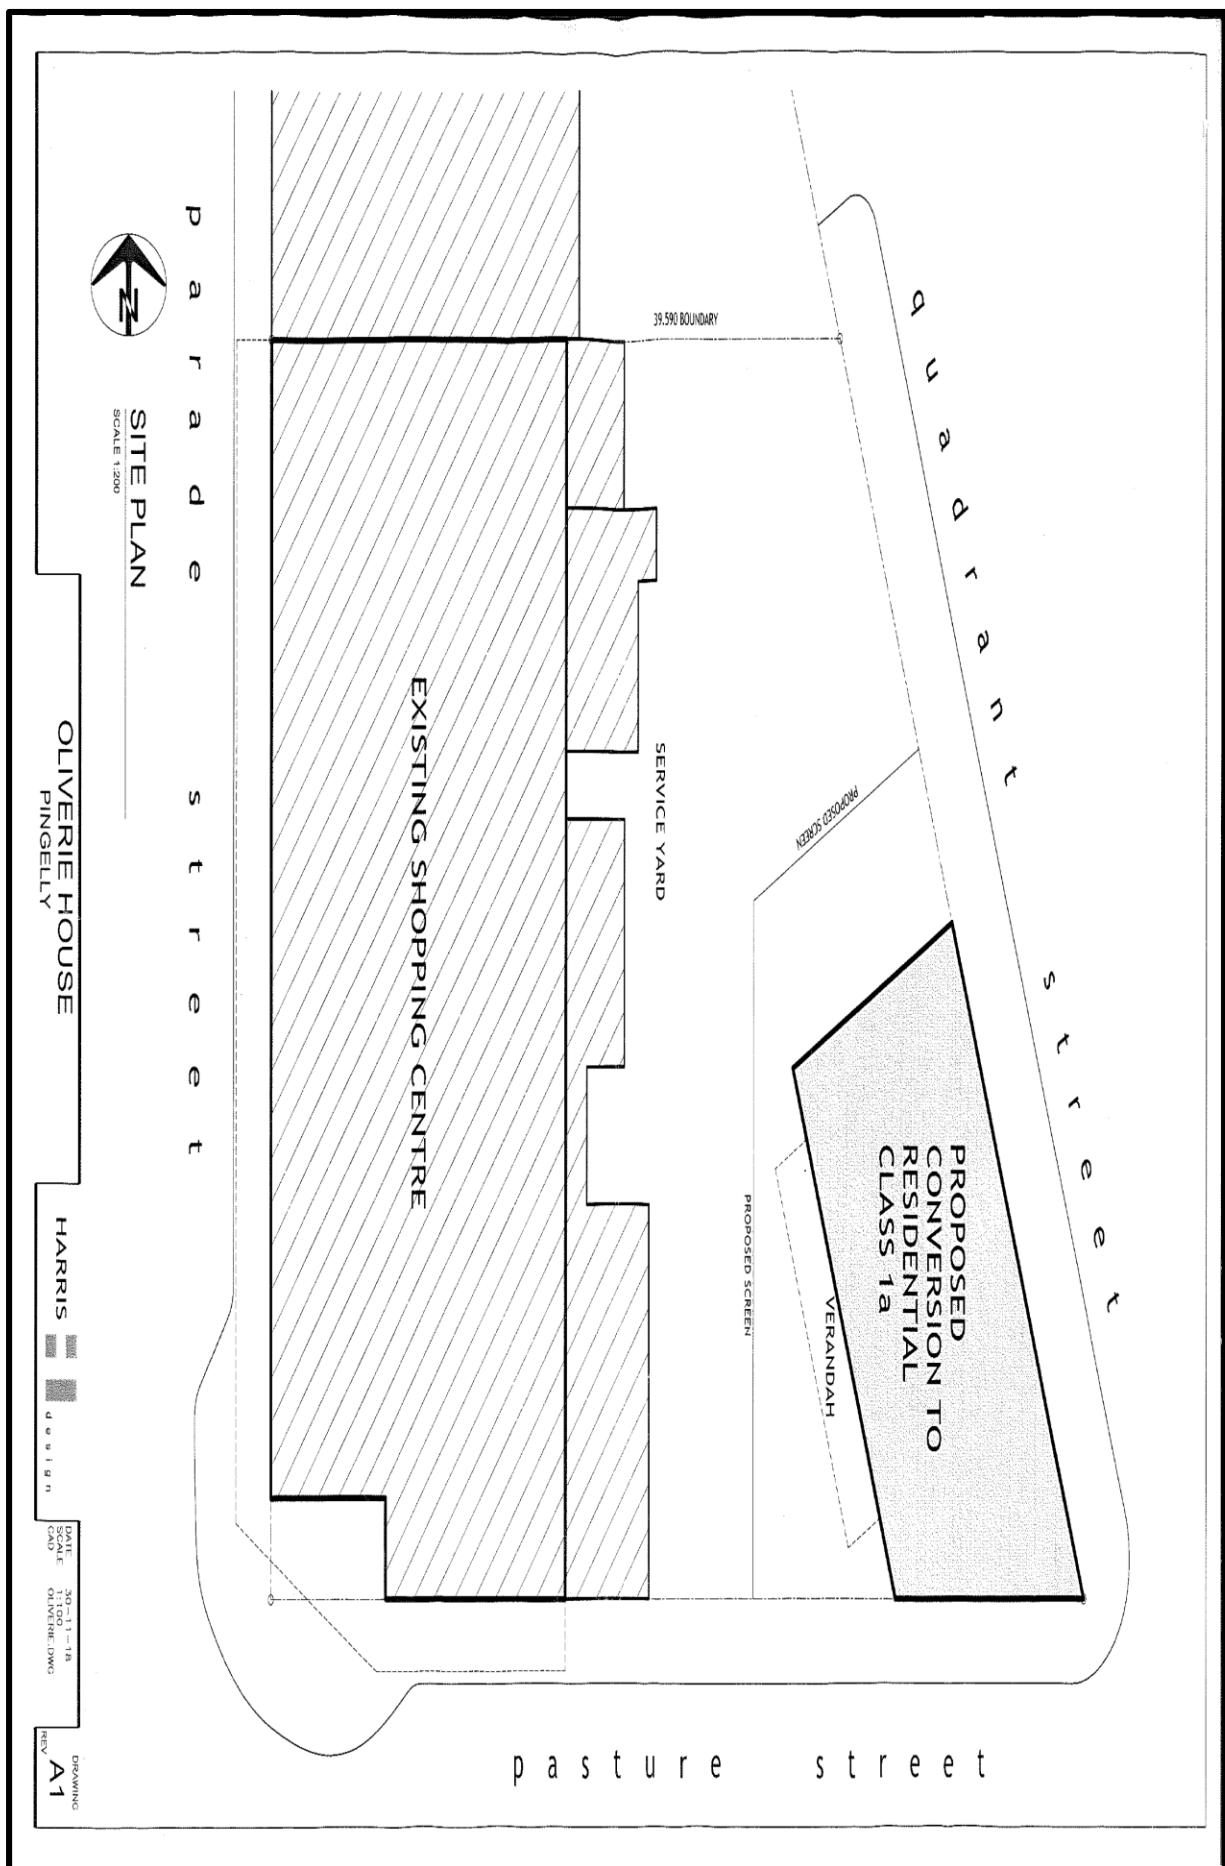 quadrant street
39.590 BOUNDARY
PROPOSED SCREEN
SERVICE YARD
PROPOSED
CONVERSION TO
RESIDENTIAL
CLASS 1a
VERANDAH
PROPOSED SCREEN
EXISTING SHOPPING CENTRE
parade street
pasture street
N
SITE PLAN
SCALE 1:200
OLIVERIE HOUSE
PINGELLY
HARRIS
design
DATE 30-11-18
SCALE 1:100
CAD OLIVERIE.DWG
DRAWING
REV A1